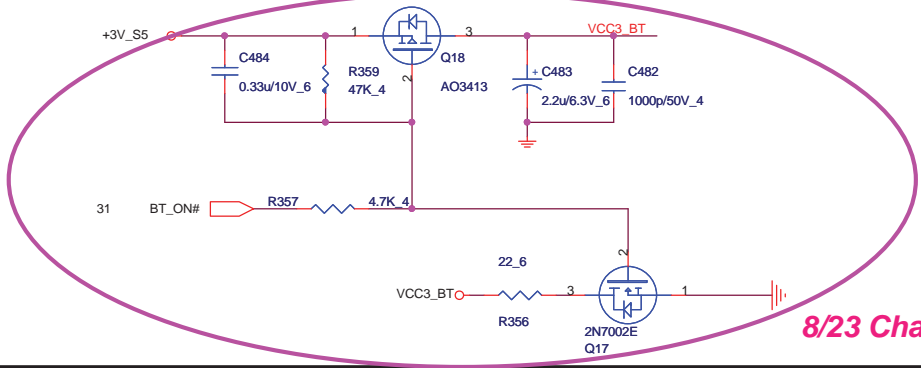 +3V_S5
1
3
VCC3_BT
C484
0.33u/10V_6
R359
47K_4
2
Q18
AO3413
+
C483
2.2u/6.3V_6
C482
1000p/50V_4
31
BT_ON#
R357
4.7K_4
2
22_6
VCC3_BT
3
1
R356
2N7002E
Q17
8/23 Cha